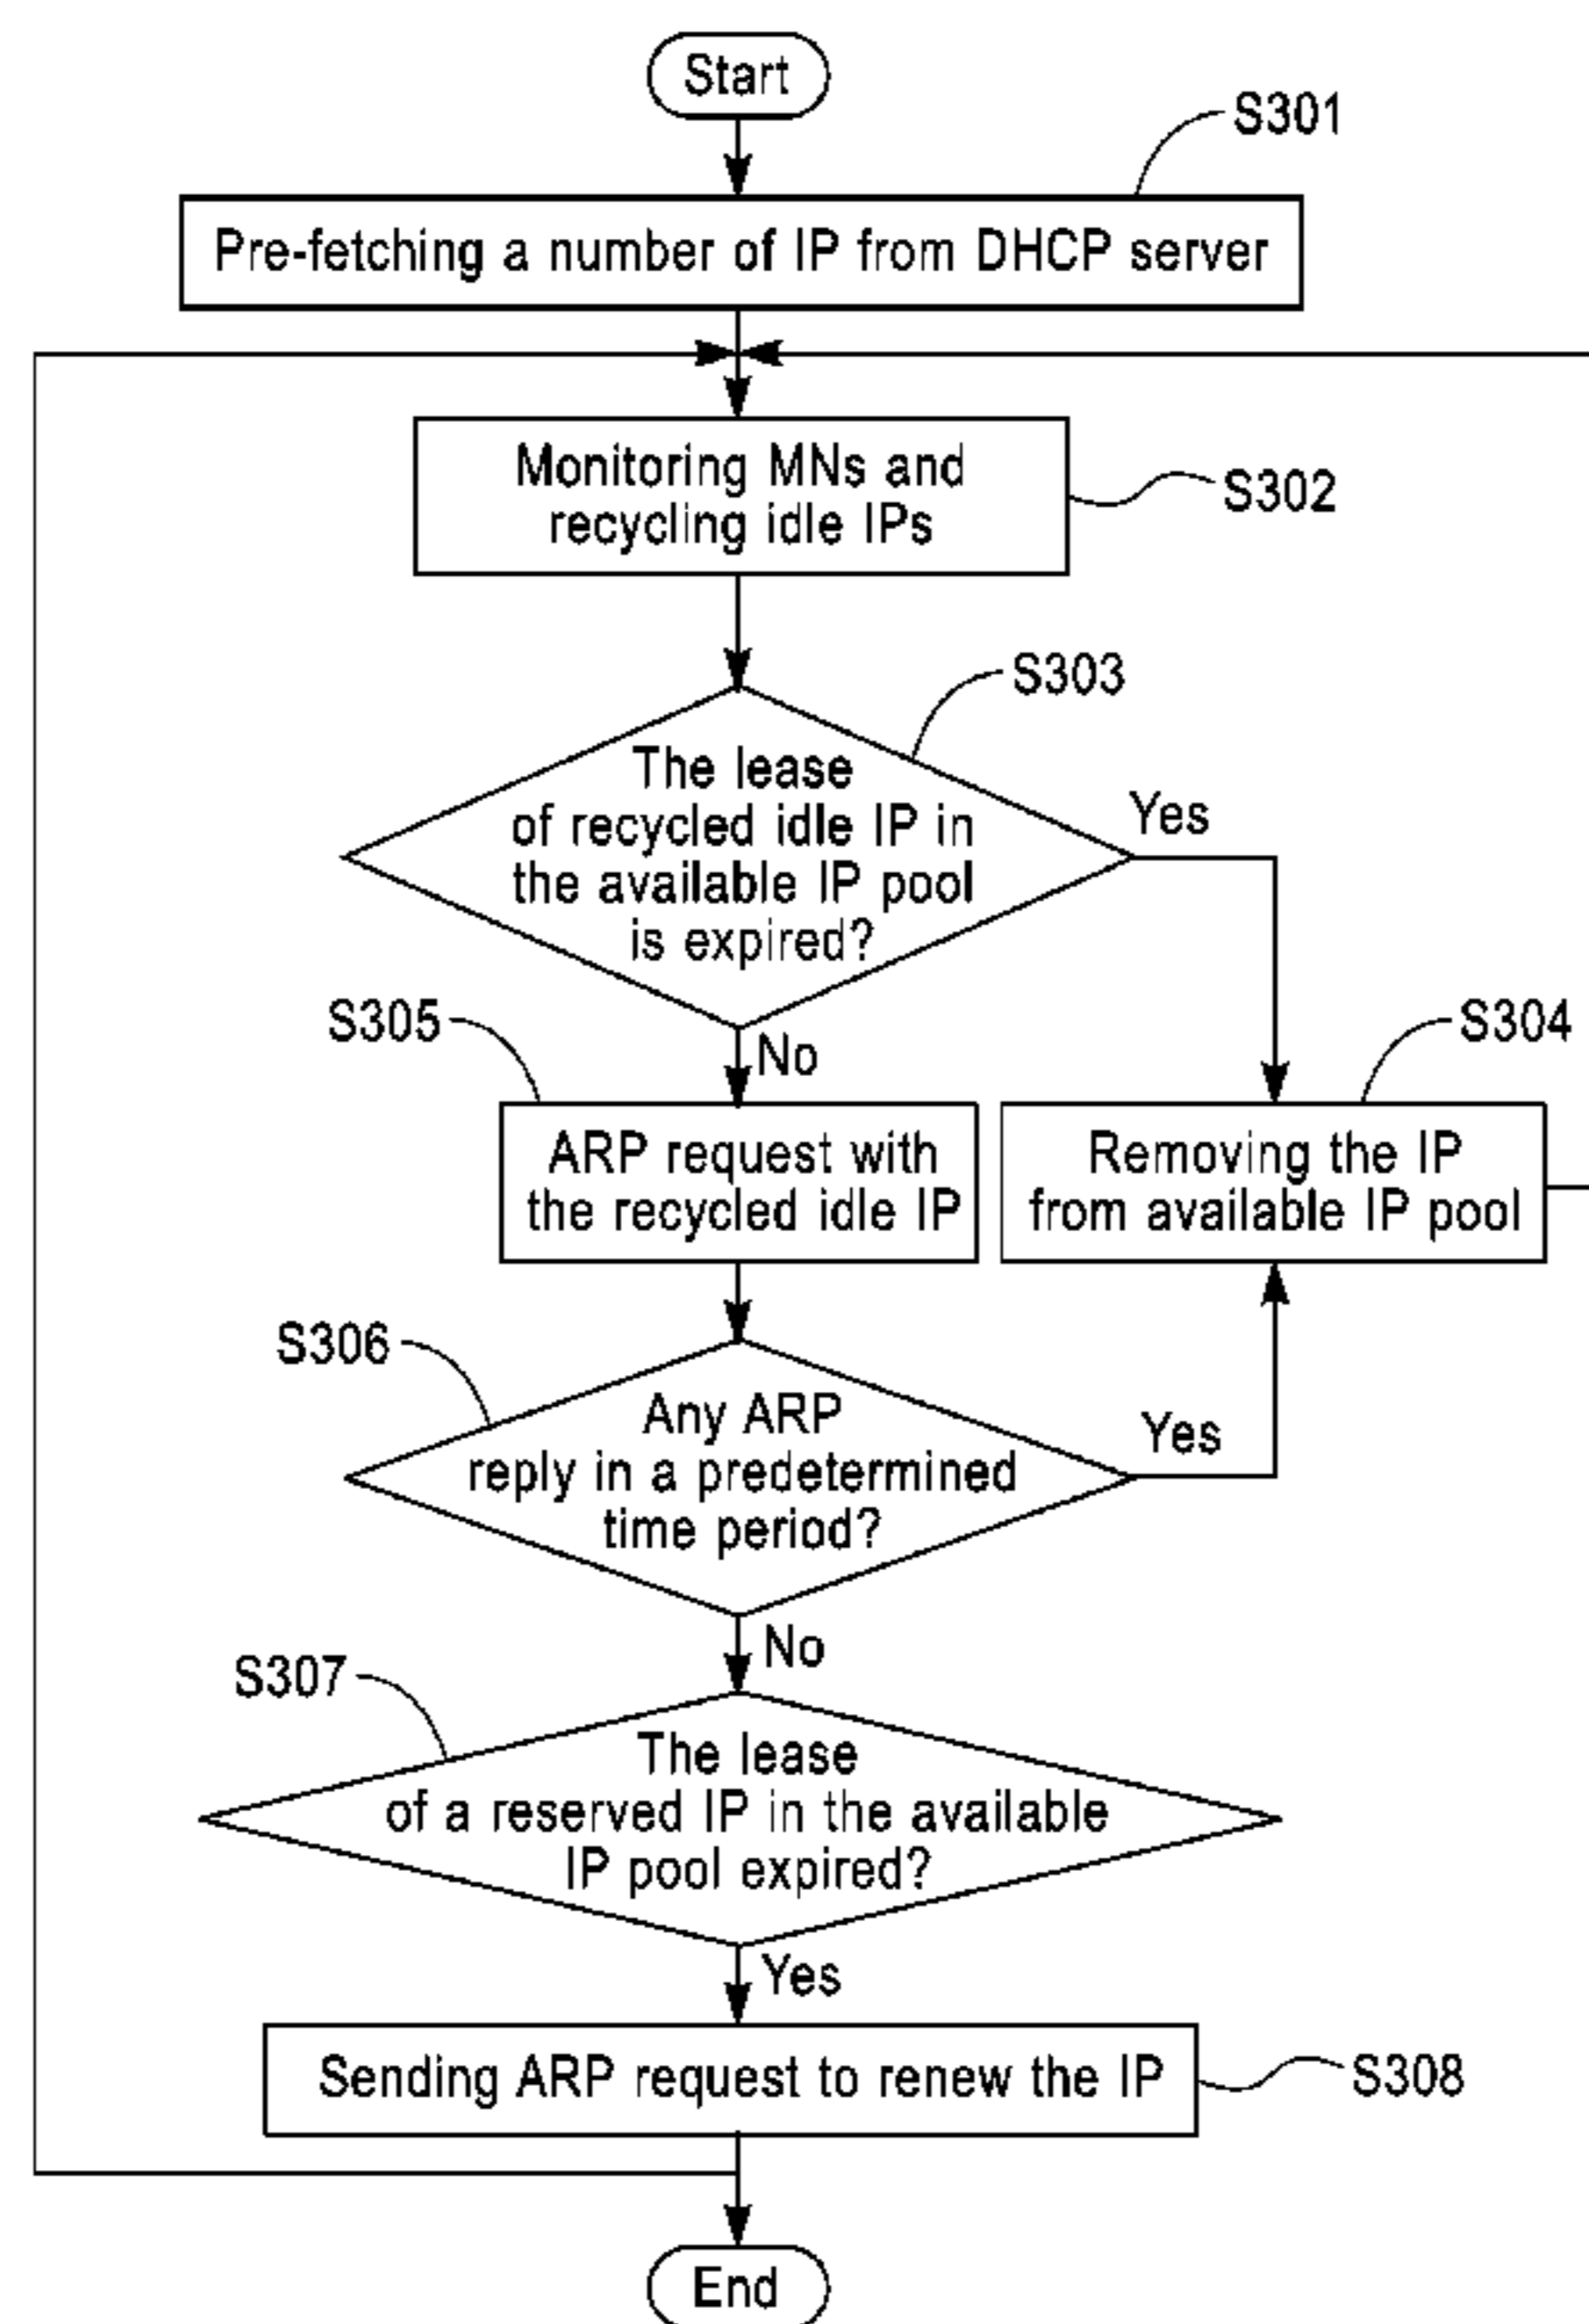 Start
S301
Pre-fetching a number of IP from DHCP server
Monitoring MNs and
recycling idle IPs
S302
S303
The lease
of recycled idle IP in
the available IP pool
is expired?
Yes
No
S305
S304
ARP request with
the recycled idle IP
Removing the IP
from available IP pool
S306
Any ARP
reply in a predetermined
time period?
Yes
No
S307
The lease
of a reserved IP in the available
IP pool expired?
Yes
Sending ARP request to renew the IP
S308
End